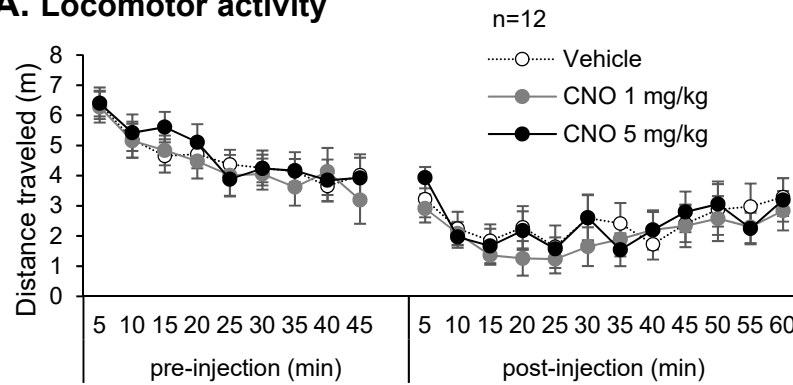 A. Locomotor activity
n=12
Vehicle
CNO 1 mg/kg
CNO 5 mg/kg
Distance traveled (m)
8
7
6
5
4
3
2
1
0
5 10 15 20 25 30 35 40 45 5 10 15 20 25 30 35 40 45 50 55 60
pre-injection (min) post-injection (min)